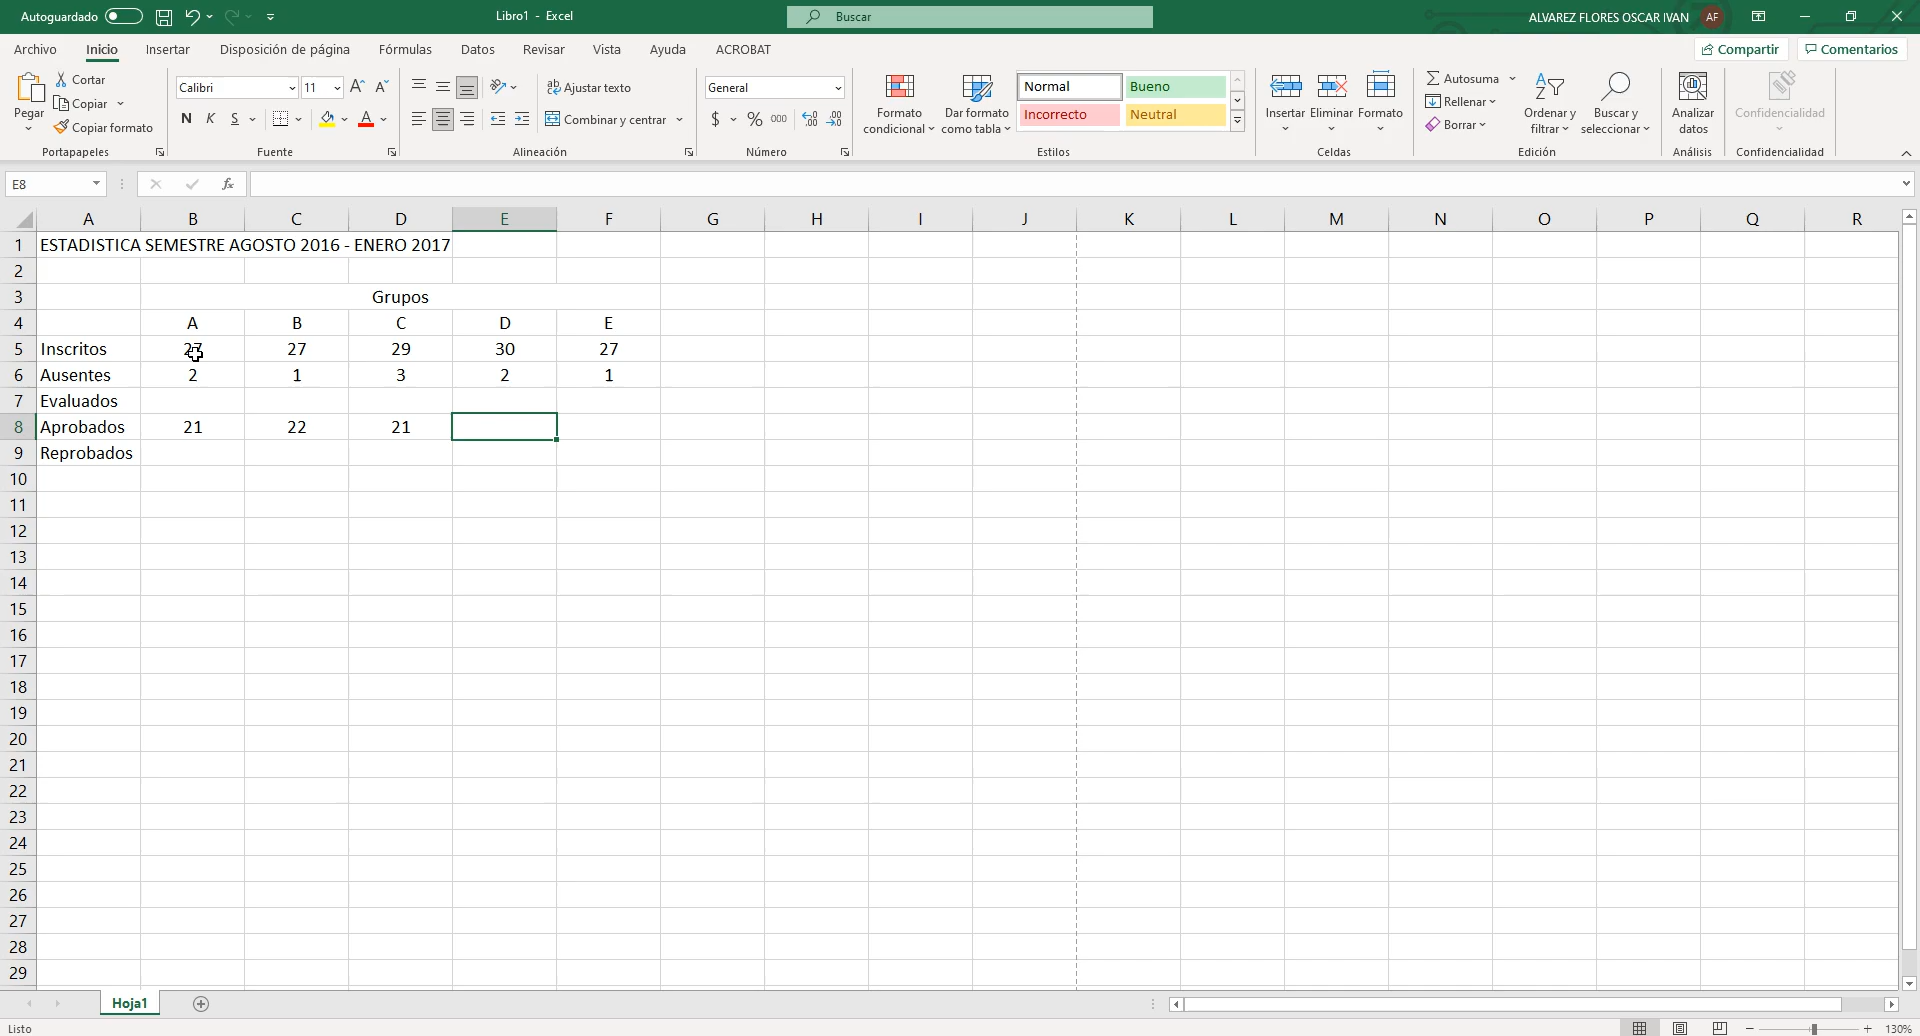 Autoguardado
Libro1 - Excel
Buscar
ALVAREZ FLORES OSCAR IVAN
AF
Archivo Inicio Insertar Disposición de página Fórmulas Datos Revisar Vista Ayuda ACROBAT
Compartir
Comentarios
Pegar
Cortar
Copiar
Copiar formato
Portapapeles
Calibri
11
N K S
Fuente
Ajustar texto
Combinar y centrar
Alineación
General
$ % 000
Número
Formato condicional
Dar formato como tabla
Normal Bueno
Incorrecto Neutral
Estilos
Insertar Eliminar Formato
Celdas
Autosuma
Rellenar
Borrar
Ordenar y filtrar
Buscar y seleccionar
Edición
Analizar datos
Análisis
Confidencialidad
Confidencialidad
E8
fx
A B C D E F G H I J K L M N O P Q R
1 ESTADISTICA SEMESTRE AGOSTO 2016 - ENERO 2017
2
3 Grupos
4 A B C D E
5 Inscritos 27 27 29 30 27
6 Ausentes 2 1 3 2 1
7 Evaluados
8 Aprobados 21 22 21
9 Reprobados
10
11
12
13
14
15
16
17
18
19
20
21
22
23
24
25
26
27
28
29
Hoja1
Listo
130%